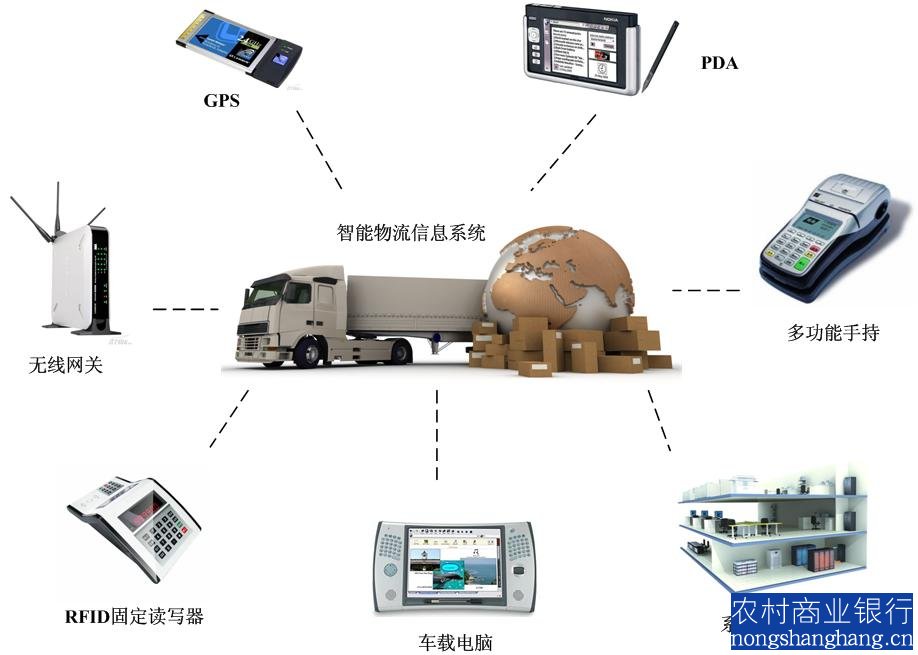 GPS
PDA
NOKIA
智能物流信息系统
多功能手持
无线网关
RFID固定读写器
车载电脑
系
农村商业银行
nongshanghang.cn